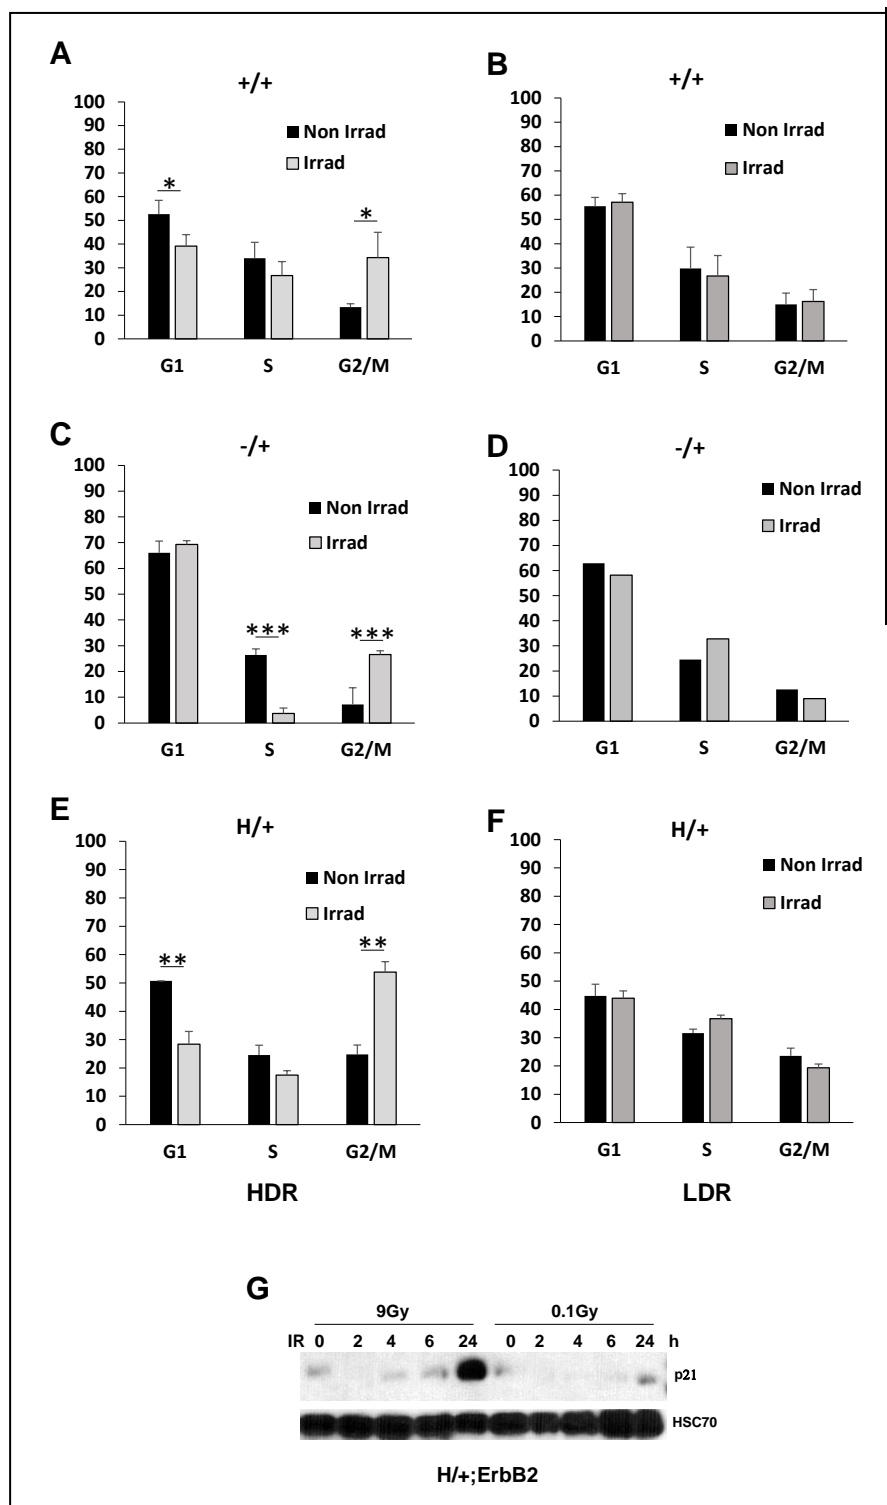 A
+/+
100
90
80
70
60
50
40
30
20
10
0
Non Irrad
Irrad
*
*
G1 S G2/M
B
+/+
100
90
80
70
60
50
40
30
20
10
0
Non Irrad
Irrad
G1 S G2/M
C
-/+
100
90
80
70
60
50
40
30
20
10
0
Non Irrad
Irrad
***
***
G1 S G2/M
D
-/+
100
90
80
70
60
50
40
30
20
10
0
Non Irrad
Irrad
G1 S G2/M
E
H/+
100
90
80
70
60
50
40
30
20
10
0
Non Irrad
Irrad
**
**
G1 S G2/M
HDR
F
H/+
100
90
80
70
60
50
40
30
20
10
0
Non Irrad
Irrad
G1 S G2/M
LDR
G
9Gy 0.1Gy
IR 0 2 4 6 24 0 2 4 6 24 h
p21
HSC70
H/+;ErbB2